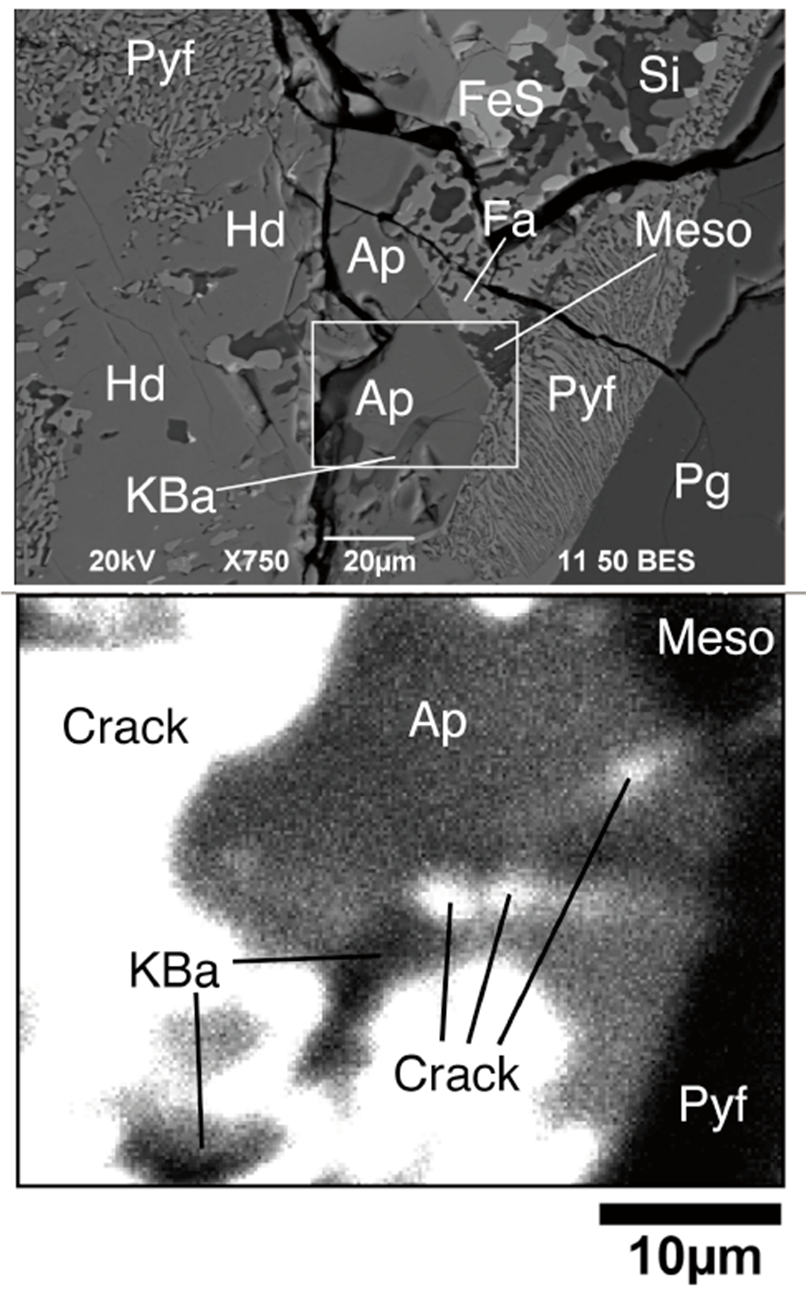 Pyf
Si
FeS
Fa
Meso
Hd
Ap
Hd
Ap
Pyf
KBa
Pg
20kV X750 20µm 11 50 BES
Meso
Ap
Crack
KBa
Crack
Pyf
10µm